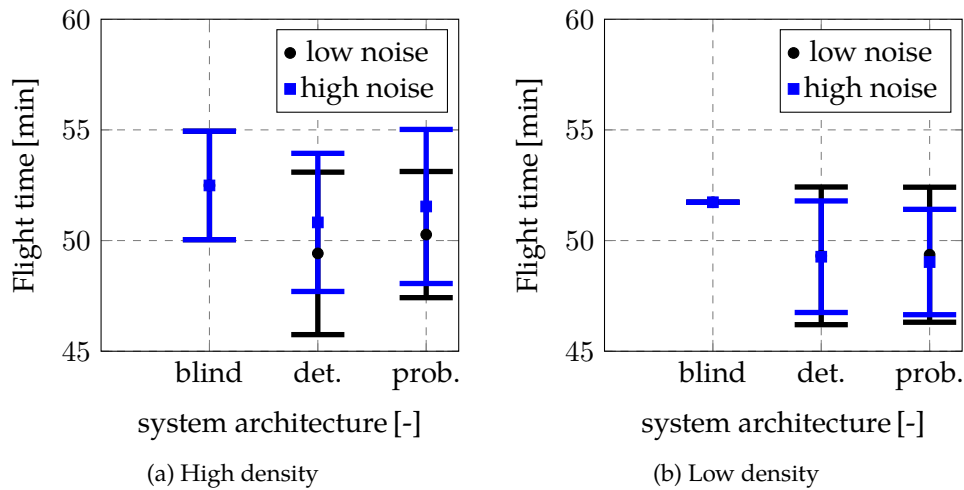 60
55
50
45
Flight time [min]
low noise
high noise
blind det. prob.
system architecture [-]
(a) High density
60
55
50
45
Flight time [min]
low noise
high noise
blind det. prob.
system architecture [-]
(b) Low density